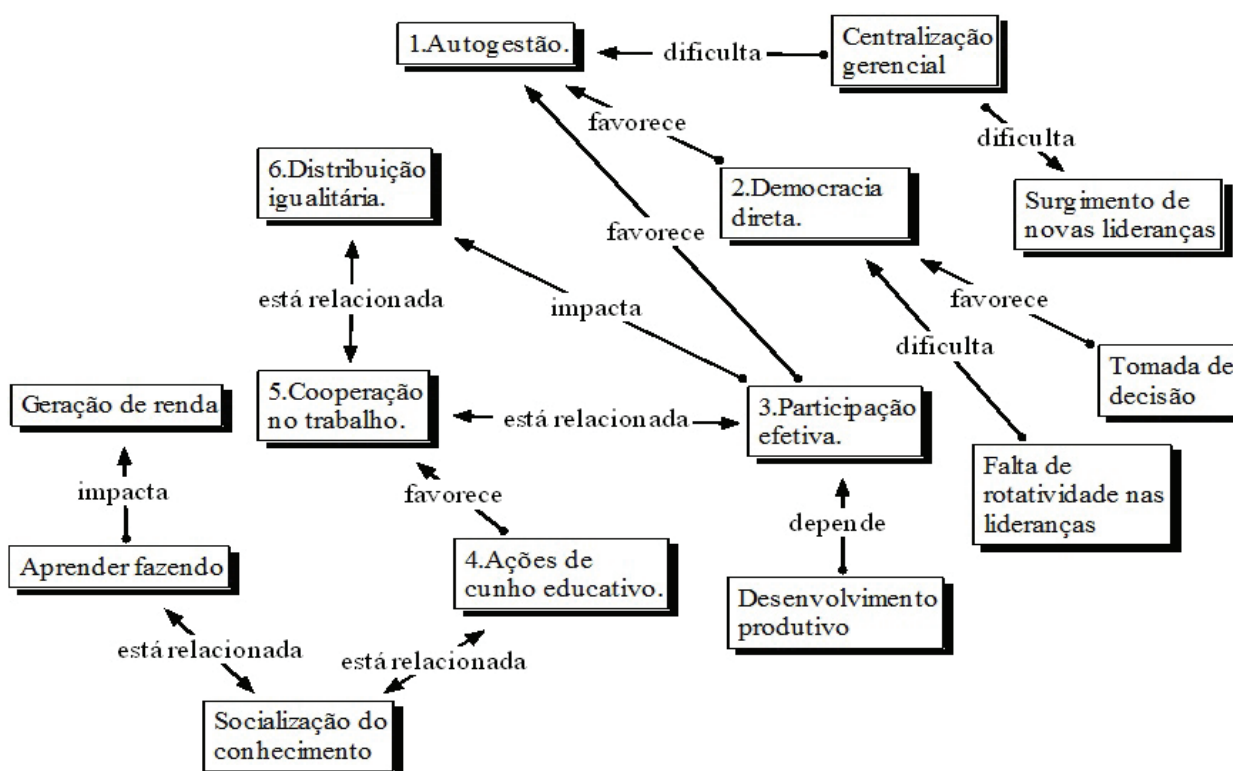 1.Autogestão.
dificulta
Centralização
gerencial
favorece
dificulta
6.Distribuição
igualitária.
2.Democracia
direta.
Surgimento de
novas lideranças
favorece
está relacionada
impacta
favorece
dificulta
Tomada de
decisão
Geração de renda
5.Cooperação
no trabalho.
está relacionada
3.Participação
efetiva.
Falta de
rotatividade nas
lideranças
impacta
favorece
depende
Aprender fazendo
4.Ações de
cunho educativo.
Desenvolvimento
produtivo
está relacionada
está relacionada
Socialização do
conhecimento